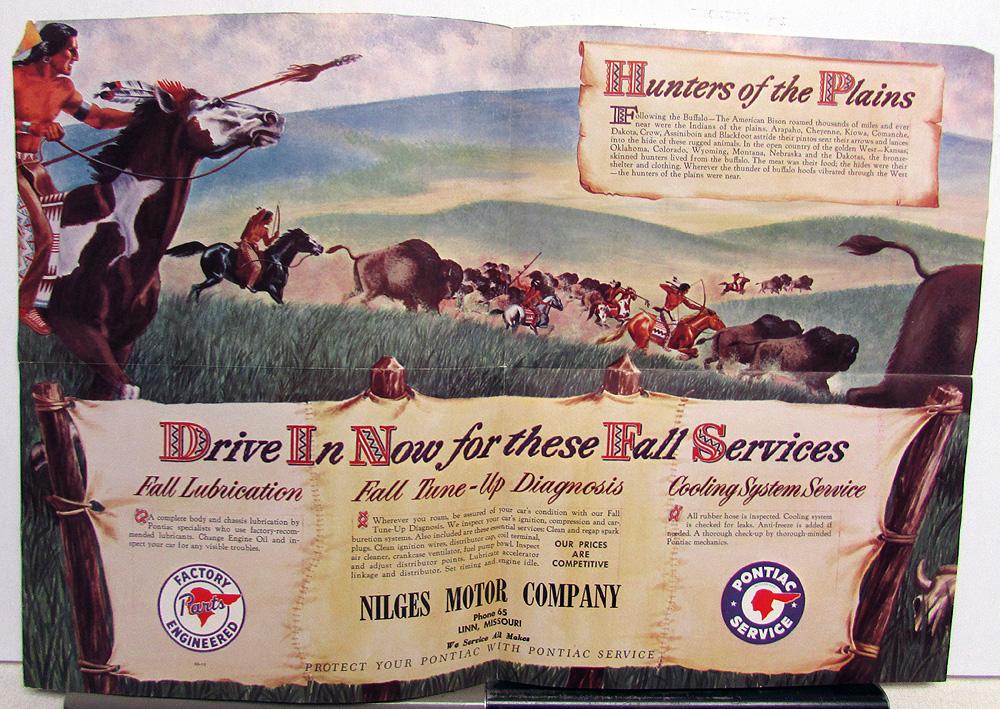 Hunters of the Plains
Following the Buffalo—The American Bison roamed thousands of miles and ever
near were the Indians of the plains. Arapaho, Cheyenne, Kiowa, Comanche,
Dakota, Crow, Assiniboin and Blackfoot astride their pintos sent their arrows and lances
into the hide of these rugged animals. In the open country of the golden West—Kansas,
Oklahoma, Colorado, Wyoming, Montana, Nebraska and the Dakotas, the bronze-
skinned hunters lived from the buffalo. The meat was their food; the hides were their
shelter and clothing. Wherever the thunder of buffalo hoofs vibrated through the West
—the hunters of the plains were near.
Drive In Now for these Fall Services
Fall Lubrication
A complete body and chassis lubrication by
Pontiac specialists who use factory-recom-
mended lubricants. Change Engine Oil and in-
spect your car for any visible troubles.
FACTORY
Parts
ENGINEERED
Fall Tune-Up Diagnosis
Wherever you roam, be assured of your car's condition with our Fall
Tune-Up Diagnosis. We inspect your car's ignition, compression and car-
buretion systems. Also included are these essential services: Clean and regap spark
plugs. Clean ignition wires, distributor cap, coil terminal,
air cleaner, crankcase ventilator, fuel pump bowl. Inspect
and adjust distributor points. Lubricate accelerator
linkage and distributor. Set timing and engine idle.
OUR PRICES
ARE
COMPETITIVE
NILGES MOTOR COMPANY
Phone 65
LINN, MISSOURI
We Service All Makes
PROTECT YOUR PONTIAC WITH PONTIAC SERVICE
Cooling System Service
All rubber hose is inspected. Cooling system
is checked for leaks. Anti-freeze is added if
needed. A thorough check-up by thorough-minded
Pontiac mechanics.
PONTIAC
SERVICE